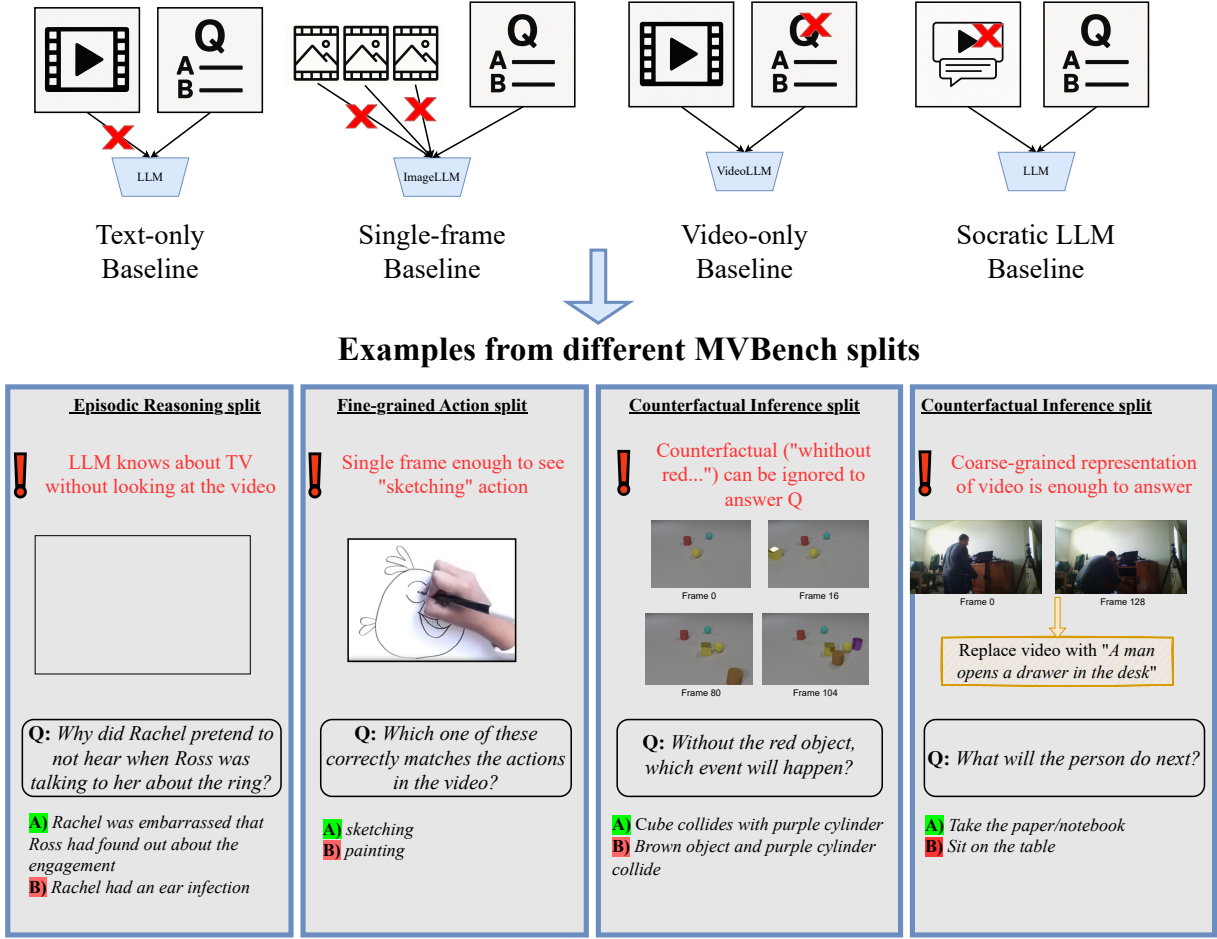 Q
A
B
Q
A
B
Q
A
B
Q
A
B
LLM
ImageLLM
VideoLLM
LLM
Text-only
Baseline
Single-frame
Baseline
Video-only
Baseline
Socratic LLM
Baseline
Examples from different MVBench splits
Episodic Reasoning split
LLM knows about TV
without looking at the video
Q: Why did Rachel pretend to
not hear when Ross was
talking to her about the ring?
A) Rachel was embarrassed that
Ross had found out about the
engagement
B) Rachel had an ear infection
Fine-grained Action split
Single frame enough to see
"sketching" action
Q: Which one of these
correctly matches the actions
in the video?
A) sketching
B) painting
Counterfactual Inference split
Counterfactual ("whithout
red...") can be ignored to
answer Q
Frame 0
Frame 16
Frame 80
Frame 104
Q: Without the red object,
which event will happen?
A) Cube collides with purple cylinder
B) Brown object and purple cylinder
collide
Counterfactual Inference split
Coarse-grained representation
of video is enough to answer
Frame 0
Frame 128
Replace video with "A man
opens a drawer in the desk"
Q: What will the person do next?
A) Take the paper/notebook
B) Sit on the table